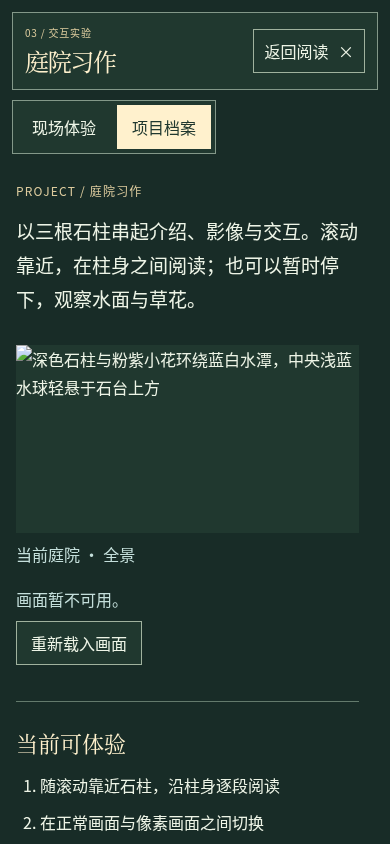 03 / 交互实验
庭院习作
返回阅读 ×
现场体验
项目档案
PROJECT / 庭院习作
以三根石柱串起介绍、影像与交互。滚动
靠近，在柱身之间阅读；也可以暂时停
下，观察水面与草花。
深色石柱与粉紫小花环绕蓝白水潭，中央浅蓝
水球轻悬于石台上方
当前庭院 · 全景
画面暂不可用。
重新载入画面
当前可体验
1. 随滚动靠近石柱，沿柱身逐段阅读
2. 在正常画面与像素画面之间切换